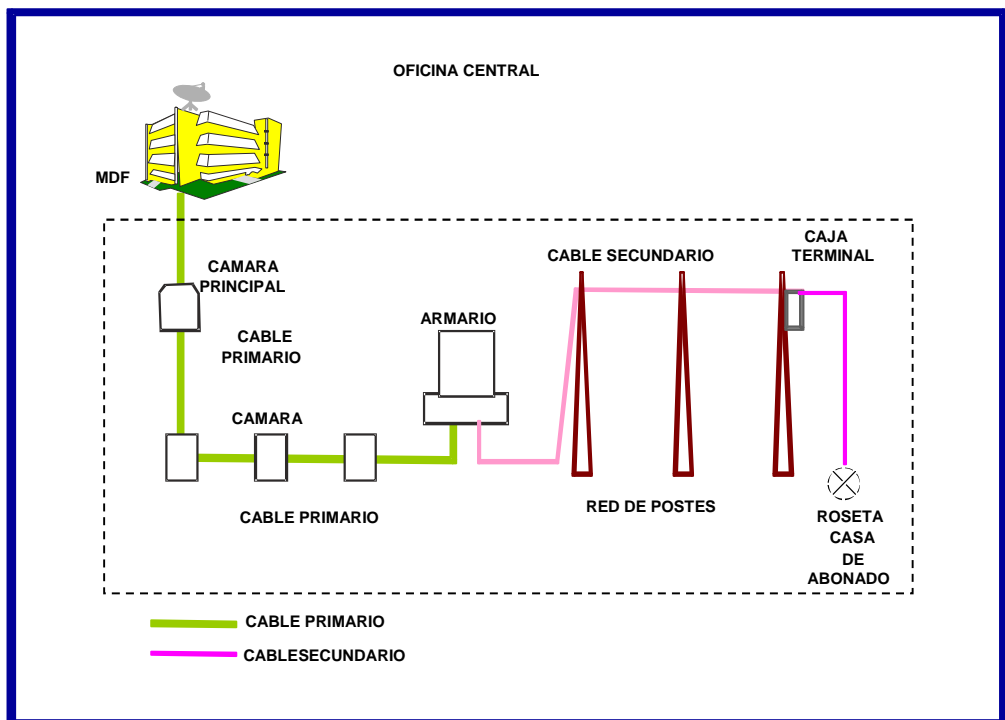 OFICINA CENTRAL
MDF
CAMARA
PRINCIPAL
CABLE
PRIMARIO
CAMARA
CABLE PRIMARIO
ARMARIO
CABLE SECUNDARIO
CAJA
TERMINAL
RED DE POSTES
ROSETA
CASA
DE
ABONADO
CABLE PRIMARIO
CABLESECUNDARIO